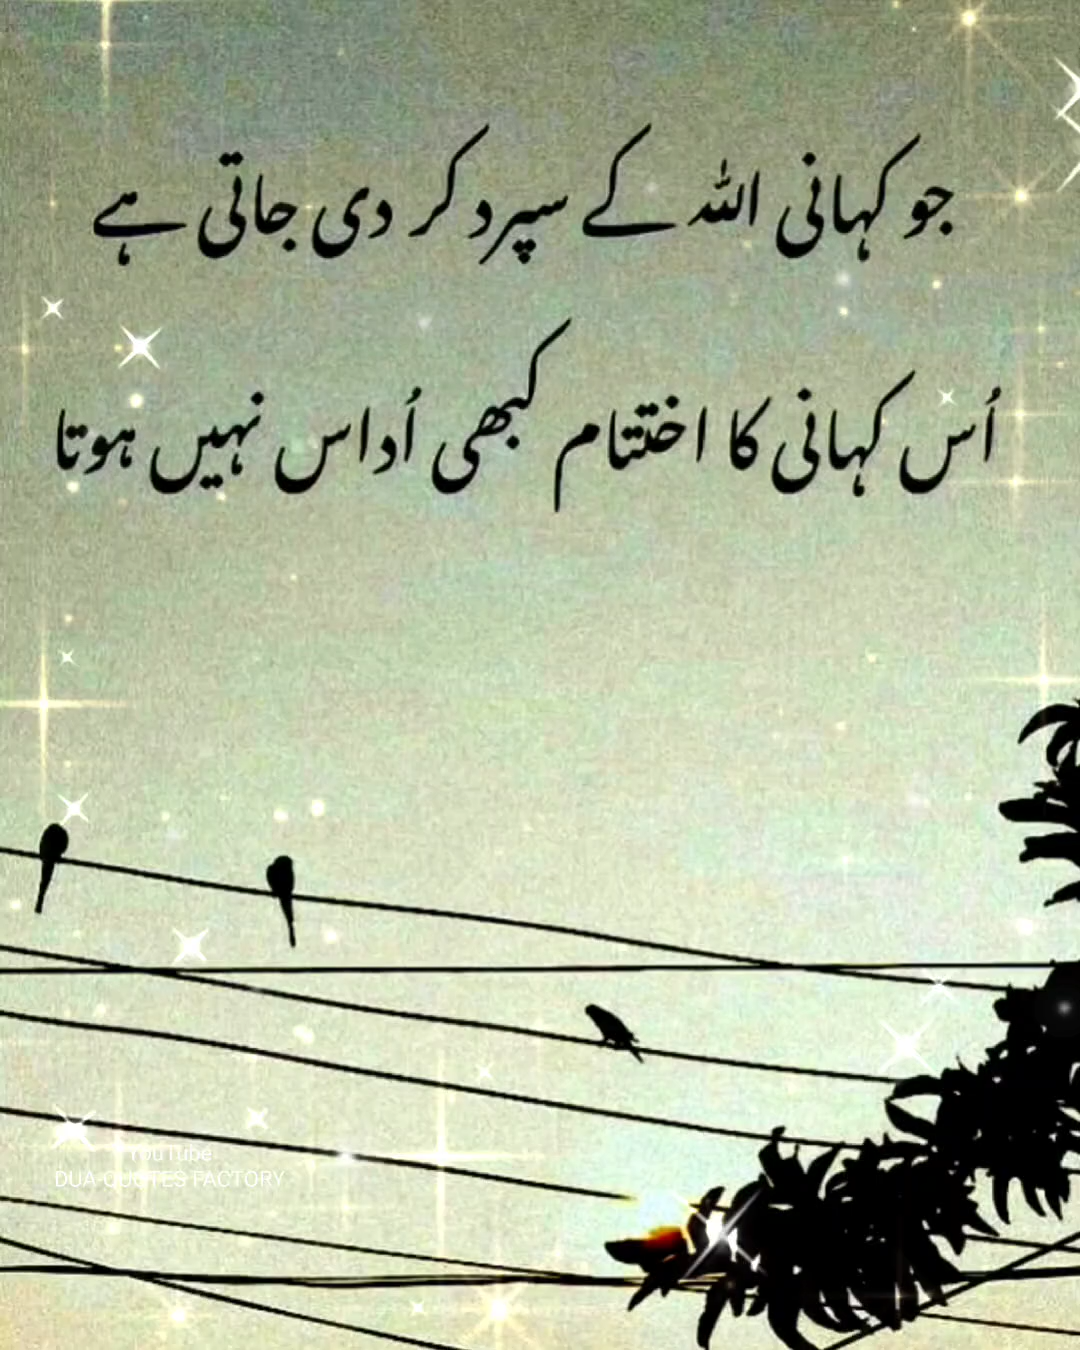 جو کہانی اللہ کے سپرد کر دی جاتی ہے
اُس کہانی کا اختتام کبھی اُداس نہیں ہوتا
YouTube
DUA-QUOTES FACTORY